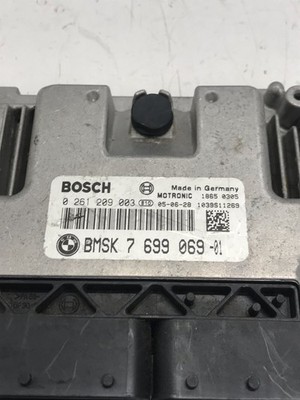 BOSCH
Made in Germany
MOTRONIC 1865 0305
0 261 209 003 05-06-28 1039S11269
BMSK 7 699 069-01